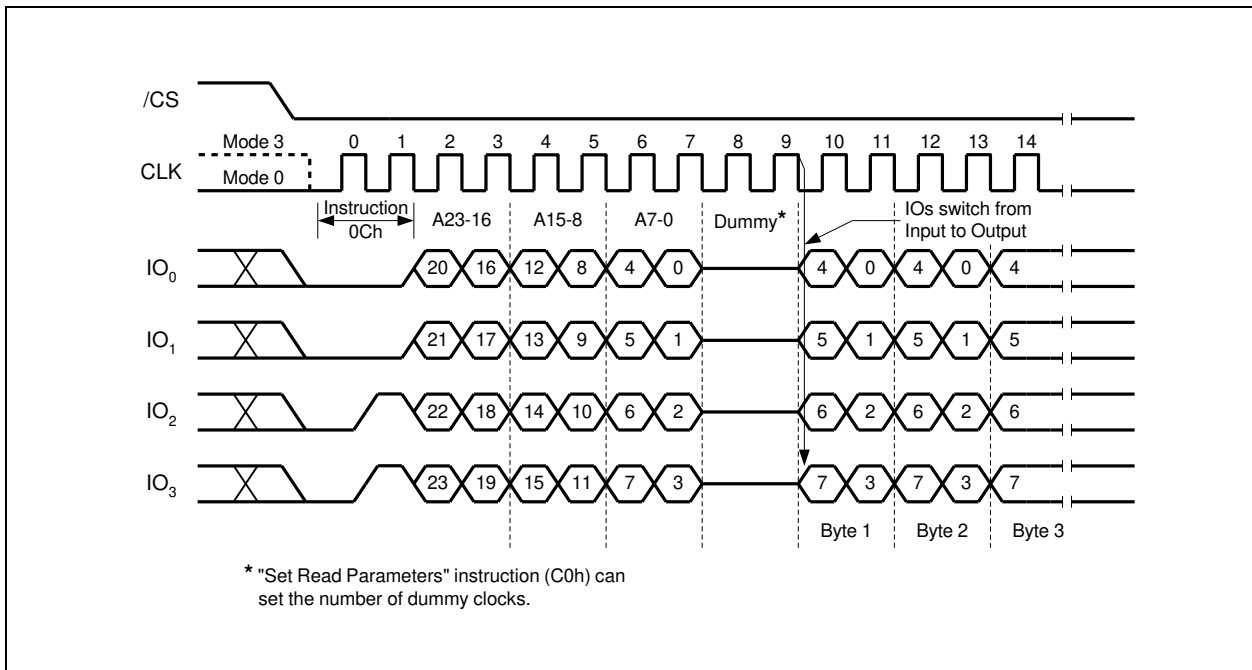 /CS
Mode 3
0 1 2 3 4 5 6 7 8 9 10 11 12 13 14
CLK
Mode 0
Instruction
0Ch
A23-16 A15-8 A7-0 Dummy*
IOs switch from
Input to Output
IO0 20 16 12 8 4 0 4 0 4 0 4
IO1 21 17 13 9 5 1 5 1 5 1 5
IO2 22 18 14 10 6 2 6 2 6 2 6
IO3 23 19 15 11 7 3 7 3 7 3 7
Byte 1 Byte 2 Byte 3
* "Set Read Parameters" instruction (C0h) can
set the number of dummy clocks.